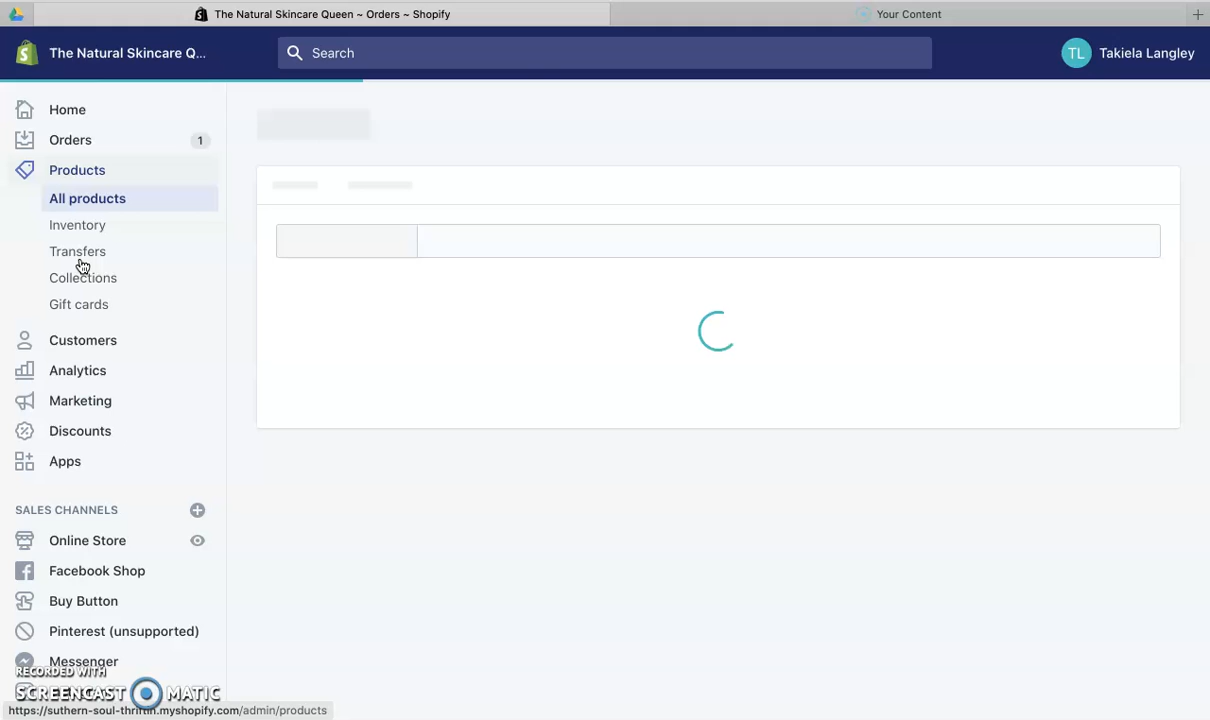 The Natural Skincare Queen ~ Orders ~ Shopify
Your Content
The Natural Skincare Q...
Search
TL
Takiela Langley
Home
Orders
1
Products
All products
Inventory
Transfers
Collections
Gift cards
Customers
Analytics
Marketing
Discounts
Apps
SALES CHANNELS
Online Store
Facebook Shop
Buy Button
Pinterest (unsupported)
Messenger
RECORDED WITH
SCREENCAST MATIC
https://suthern-soul-thriftin.myshopify.com/admin/products